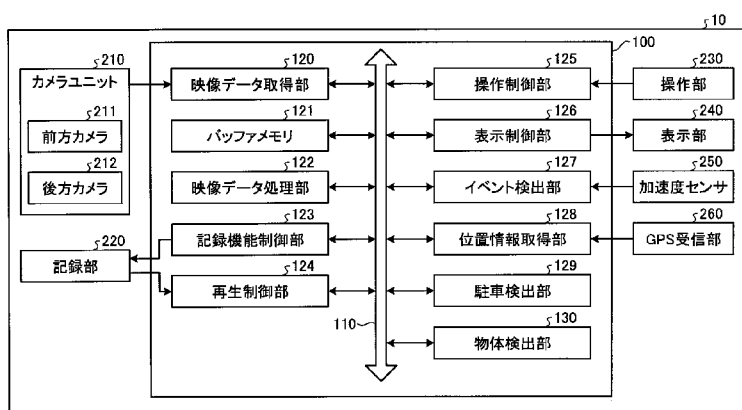 10
100
210
カメラユニット
211
前方カメラ
212
後方カメラ
220
記録部
120
映像データ取得部
121
バッファメモリ
122
映像データ処理部
123
記録機能制御部
124
再生制御部
110
125
操作制御部
126
表示制御部
127
イベント検出部
128
位置情報取得部
129
駐車検出部
130
物体検出部
230
操作部
240
表示部
250
加速度センサ
260
GPS受信部